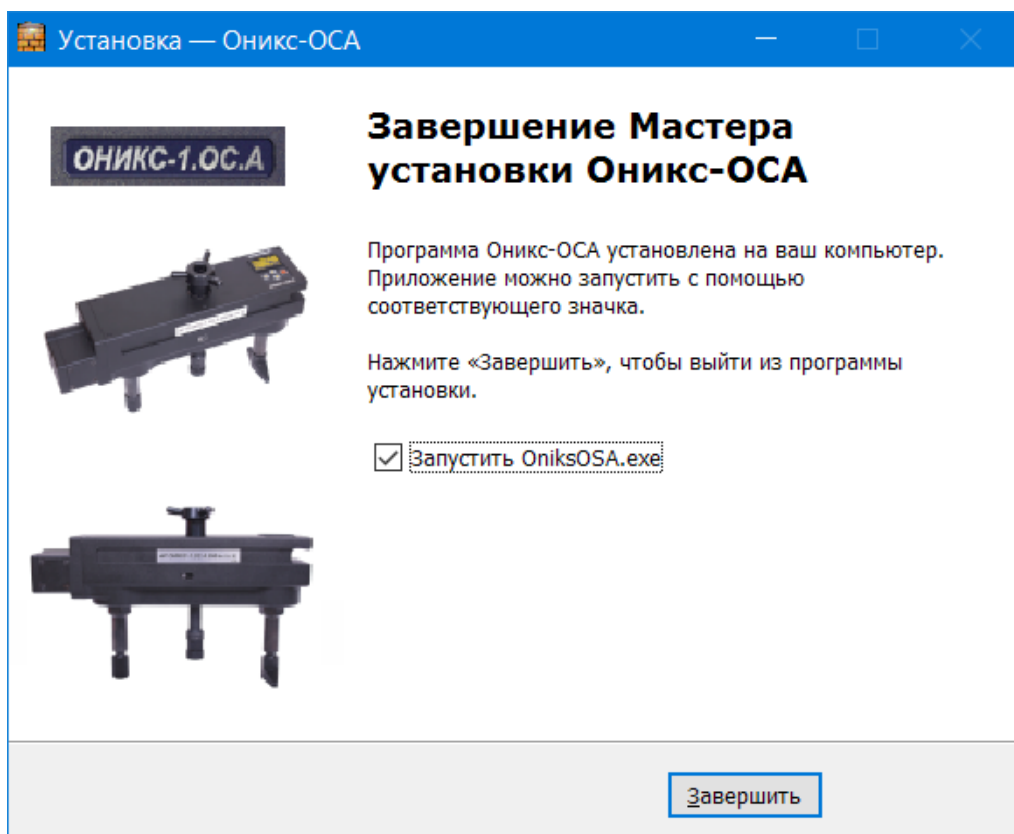 Установка — Оникс-ОСА
ОНИКС-1.ОС.А
Завершение Мастера
установки Оникс-ОСА
Программа Оникс-ОСА установлена на ваш компьютер.
Приложение можно запустить с помощью
соответствующего значка.
Нажмите «Завершить», чтобы выйти из программы
установки.
Запустить OniksOSA.exe
Завершить